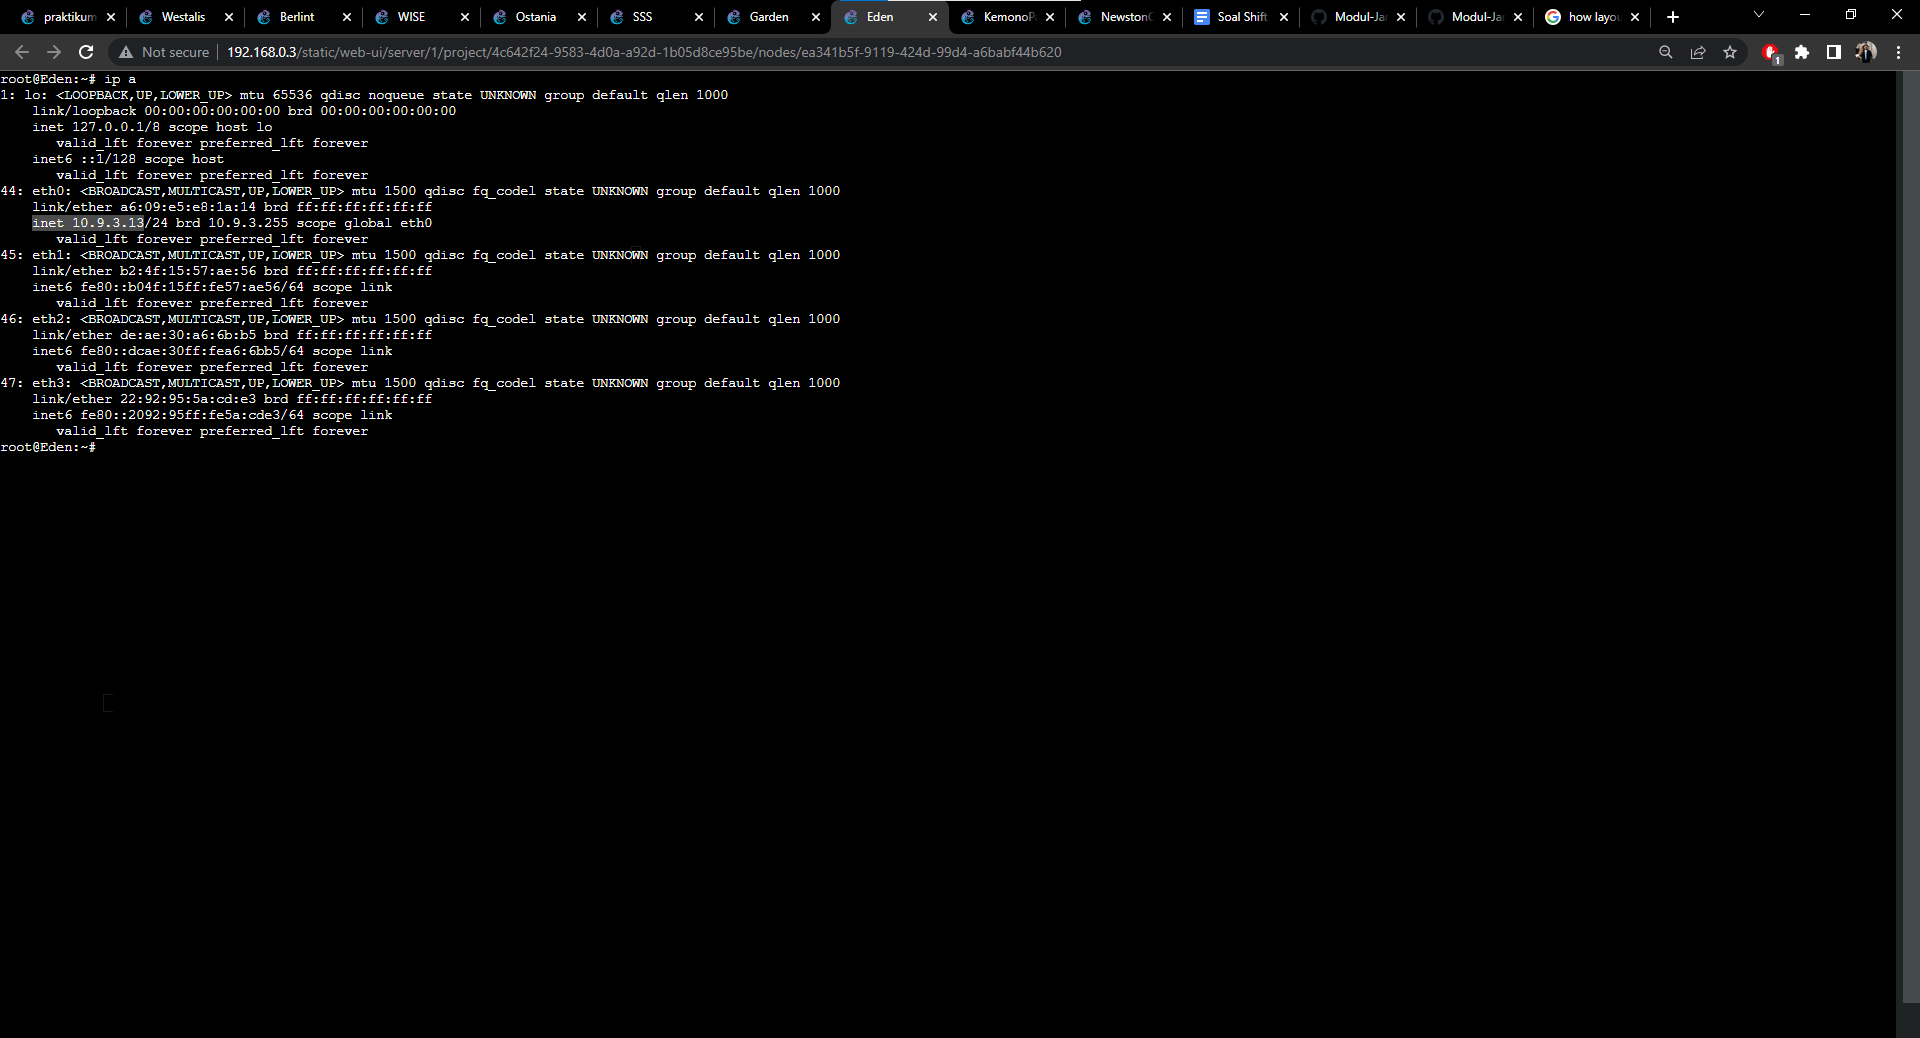 praktikum
Westalis
Berlint
WISE
Ostania
SSS
Garden
Eden
KemonoP
NewstonC
Soal Shift
Modul-Jar
Modul-Jar
how layou
Not secure
192.168.0.3/static/web-ui/server/1/project/4c642f24-9583-4d0a-a92d-1b05d8ce95be/nodes/ea341b5f-9119-424d-99d4-a6babf44b620
1
root@Eden:~# ip a
1: lo: <LOOPBACK,UP,LOWER_UP> mtu 65536 qdisc noqueue state UNKNOWN group default qlen 1000
link/loopback 00:00:00:00:00:00 brd 00:00:00:00:00:00
inet 127.0.0.1/8 scope host lo
valid_lft forever preferred_lft forever
inet6 ::1/128 scope host
valid_lft forever preferred_lft forever
44: eth0: <BROADCAST,MULTICAST,UP,LOWER_UP> mtu 1500 qdisc fq_codel state UNKNOWN group default qlen 1000
link/ether a6:09:e5:e8:1a:14 brd ff:ff:ff:ff:ff:ff
inet 10.9.3.13/24 brd 10.9.3.255 scope global eth0
valid_lft forever preferred_lft forever
45: eth1: <BROADCAST,MULTICAST,UP,LOWER_UP> mtu 1500 qdisc fq_codel state UNKNOWN group default qlen 1000
link/ether b2:4f:15:57:ae:56 brd ff:ff:ff:ff:ff:ff
inet6 fe80::b04f:15ff:fe57:ae56/64 scope link
valid_lft forever preferred_lft forever
46: eth2: <BROADCAST,MULTICAST,UP,LOWER_UP> mtu 1500 qdisc fq_codel state UNKNOWN group default qlen 1000
link/ether de:ae:30:a6:6b:b5 brd ff:ff:ff:ff:ff:ff
inet6 fe80::dcae:30ff:fea6:6bb5/64 scope link
valid_lft forever preferred_lft forever
47: eth3: <BROADCAST,MULTICAST,UP,LOWER_UP> mtu 1500 qdisc fq_codel state UNKNOWN group default qlen 1000
link/ether 22:92:95:5a:cd:e3 brd ff:ff:ff:ff:ff:ff
inet6 fe80::2092:95ff:fe5a:cde3/64 scope link
valid_lft forever preferred_lft forever
root@Eden:~#